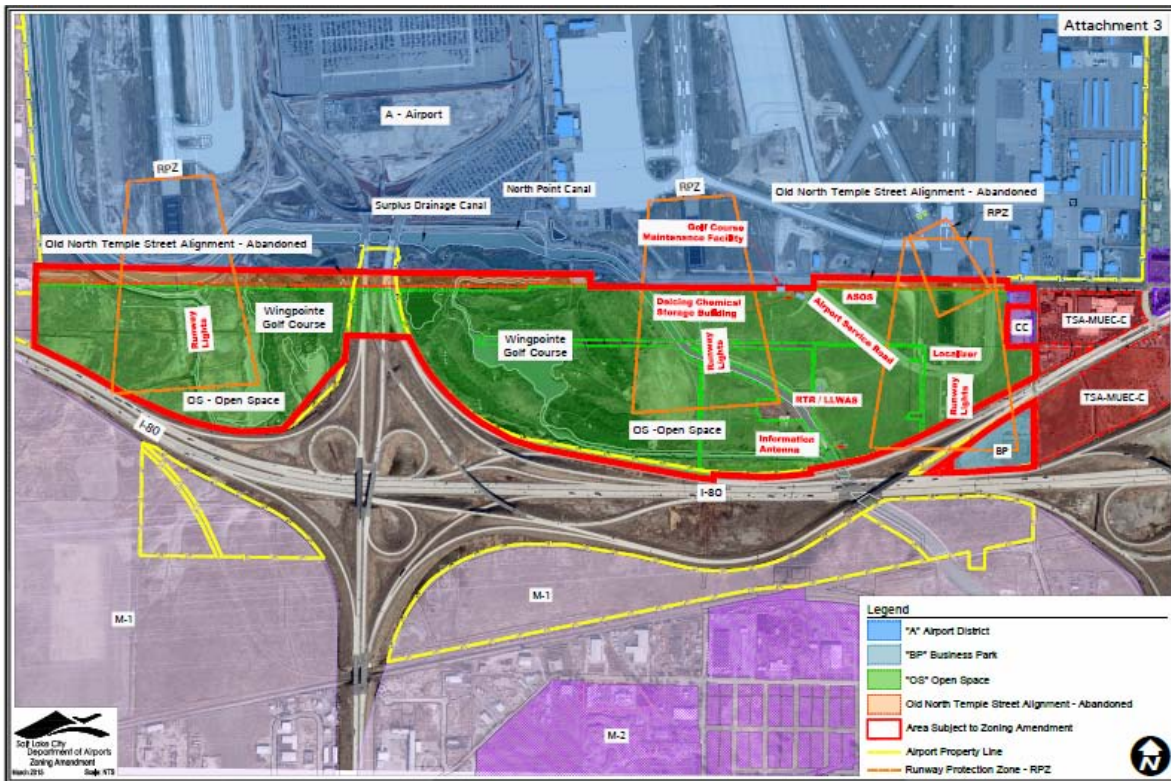 Attachment 3
A - Airport
RPZ
North Point Canal
RPZ
Old North Temple Street Alignment - Abandoned
Surplus Drainage Canal
RPZ
Golf Course
Maintenance Facility
Old North Temple Street Alignment - Abandoned
Wingpointe
Golf Course
Runway
Lights
OS - Open Space
I-80
Wingpointe
Golf Course
Deicing Chemical
Storage Building
ASOS
Airport Service Road
Runway
Lights
Localizer
CC
TSA-MUEC-C
TSA-MUEC-C
RTR / LLWAS
Runway
Lights
OS -Open Space
Information
Antenna
BP
I-80
M-1
M-1
M-2
Legend
"A" Airport District
"BP" Business Park
"OS" Open Space
Old North Temple Street Alignment - Abandoned
Area Subject to Zoning Amendment
Airport Property Line
Runway Protection Zone - RPZ
Salt Lake City
Department of Airports
Zoning Amendment
Scale: NTS
N